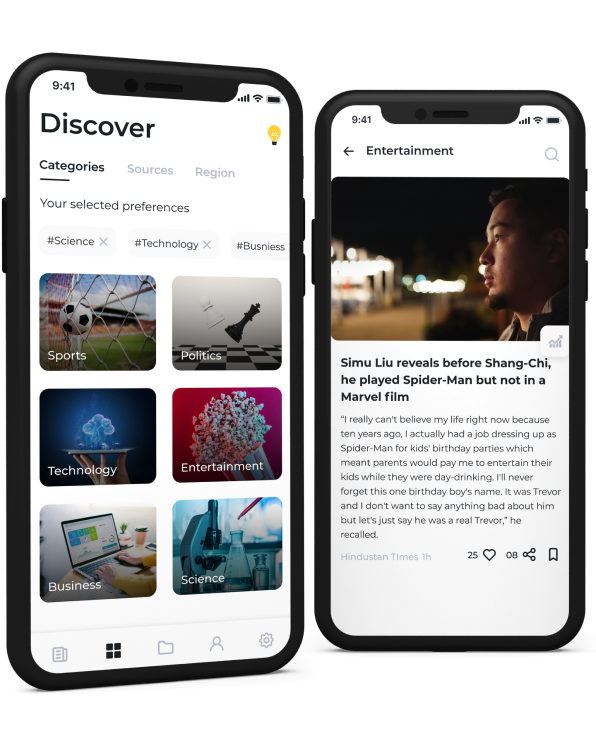 9:41
Discover
Categories Sources Region
Your selected preferences
#Science #Technology #Busniess
Sports Politics
Technology Entertainment
Business Science
9:41
Entertainment
Simu Liu reveals before Shang-Chi,
he played Spider-Man but not in a
Marvel film
“I really can't believe my life right now because
ten years ago, I actually had a job dressing up as
Spider-Man for kids' birthday parties which
meant parents would pay me to entertain their
kids while they were day-drinking. I'll never
forget this one birthday boy's name. It was Trevor
and I don't want to say anything bad about him
but let's just say he was a real Trevor,” he
recalled.
Hindustan TImes 1h 25 08